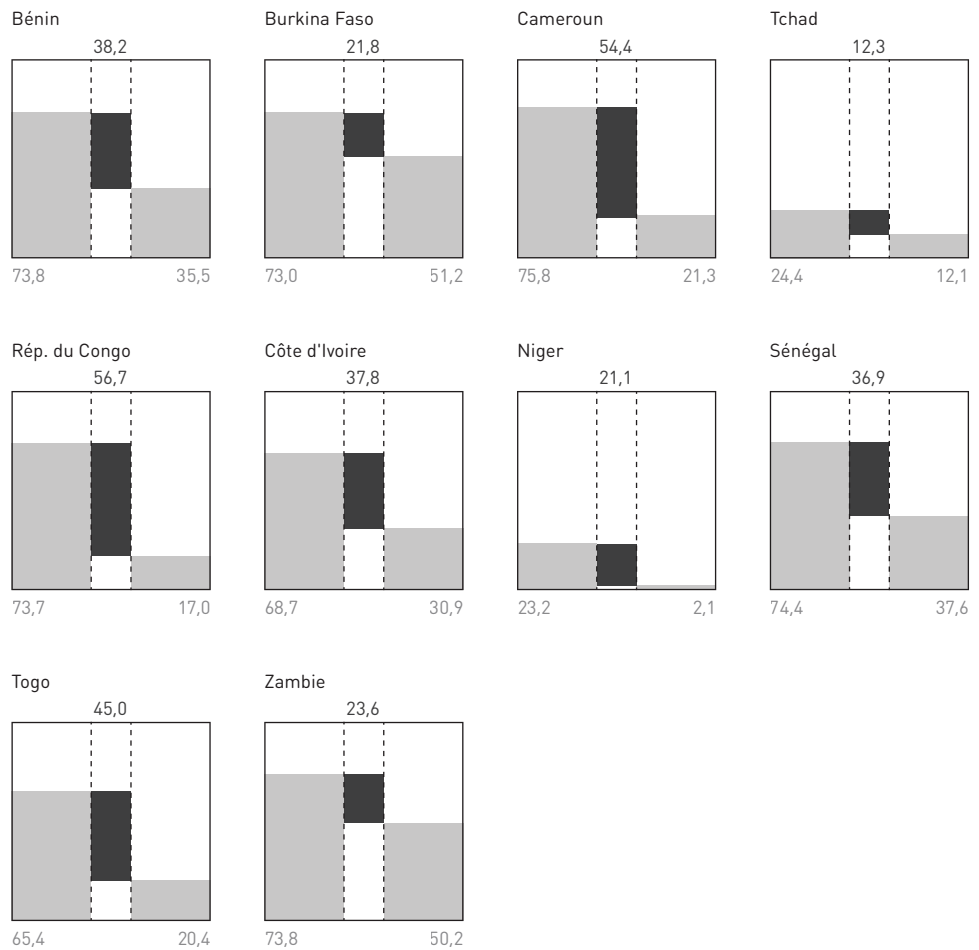 Bénin
38,2
73,8 35,5
Burkina Faso
21,8
73,0 51,2
Cameroun
54,4
75,8 21,3
Tchad
12,3
24,4 12,1
Rép. du Congo
56,7
73,7 17,0
Côte d'Ivoire
37,8
68,7 30,9
Niger
21,1
23,2 2,1
Sénégal
36,9
74,4 37,6
Togo
45,0
65,4 20,4
Zambie
23,6
73,8 50,2